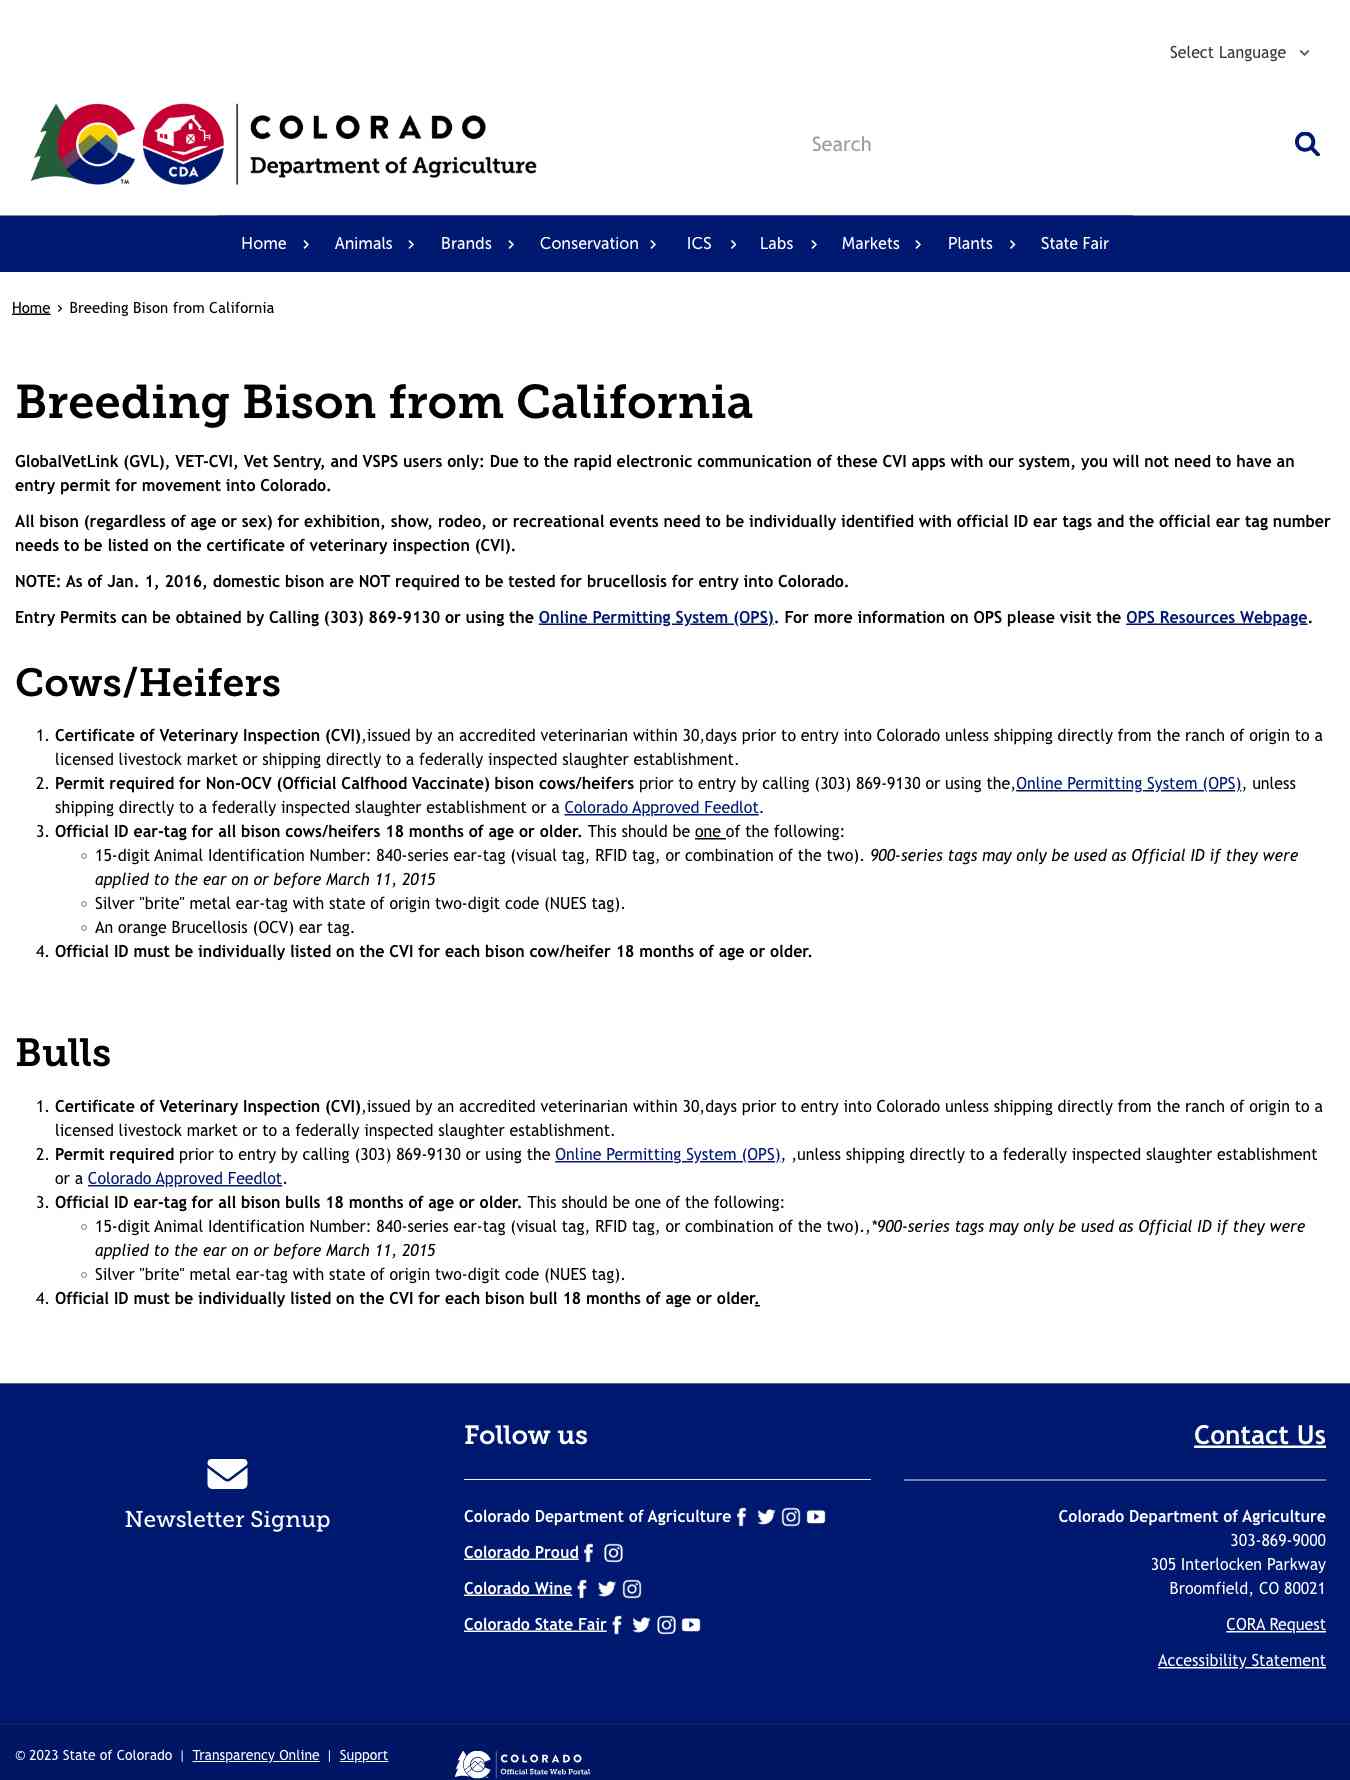 Select Language
COLORADO
Department of Agriculture
CDA
TM
Search
Home Animals Brands Conservation ICS Labs Markets Plants State Fair
Home › Breeding Bison from California
Breeding Bison from California
GlobalVetLink (GVL), VET-CVI, Vet Sentry, and VSPS users only: Due to the rapid electronic communication of these CVI apps with our system, you will not need to have an
entry permit for movement into Colorado.
All bison (regardless of age or sex) for exhibition, show, rodeo, or recreational events need to be individually identified with official ID ear tags and the official ear tag number
needs to be listed on the certificate of veterinary inspection (CVI).
NOTE: As of Jan. 1, 2016, domestic bison are NOT required to be tested for brucellosis for entry into Colorado.
Entry Permits can be obtained by Calling (303) 869-9130 or using the Online Permitting System (OPS). For more information on OPS please visit the OPS Resources Webpage.
Cows/Heifers
1. Certificate of Veterinary Inspection (CVI),issued by an accredited veterinarian within 30,days prior to entry into Colorado unless shipping directly from the ranch of origin to a
licensed livestock market or shipping directly to a federally inspected slaughter establishment.
2. Permit required for Non-OCV (Official Calfhood Vaccinate) bison cows/heifers prior to entry by calling (303) 869-9130 or using the,Online Permitting System (OPS), unless
shipping directly to a federally inspected slaughter establishment or a Colorado Approved Feedlot.
3. Official ID ear-tag for all bison cows/heifers 18 months of age or older. This should be one of the following:
◦ 15-digit Animal Identification Number: 840-series ear-tag (visual tag, RFID tag, or combination of the two). 900-series tags may only be used as Official ID if they were
applied to the ear on or before March 11, 2015
◦ Silver "brite" metal ear-tag with state of origin two-digit code (NUES tag).
◦ An orange Brucellosis (OCV) ear tag.
4. Official ID must be individually listed on the CVI for each bison cow/heifer 18 months of age or older.
Bulls
1. Certificate of Veterinary Inspection (CVI),issued by an accredited veterinarian within 30,days prior to entry into Colorado unless shipping directly from the ranch of origin to a
licensed livestock market or to a federally inspected slaughter establishment.
2. Permit required prior to entry by calling (303) 869-9130 or using the Online Permitting System (OPS), ,unless shipping directly to a federally inspected slaughter establishment
or a Colorado Approved Feedlot.
3. Official ID ear-tag for all bison bulls 18 months of age or older. This should be one of the following:
◦ 15-digit Animal Identification Number: 840-series ear-tag (visual tag, RFID tag, or combination of the two).,*900-series tags may only be used as Official ID if they were
applied to the ear on or before March 11, 2015
◦ Silver "brite" metal ear-tag with state of origin two-digit code (NUES tag).
4. Official ID must be individually listed on the CVI for each bison bull 18 months of age or older.
Newsletter Signup
Follow us
Colorado Department of Agriculture
Colorado Proud
Colorado Wine
Colorado State Fair
Contact Us
Colorado Department of Agriculture
303-869-9000
305 Interlocken Parkway
Broomfield, CO 80021
CORA Request
Accessibility Statement
© 2023 State of Colorado | Transparency Online | Support
COLORADO
Official State Web Portal